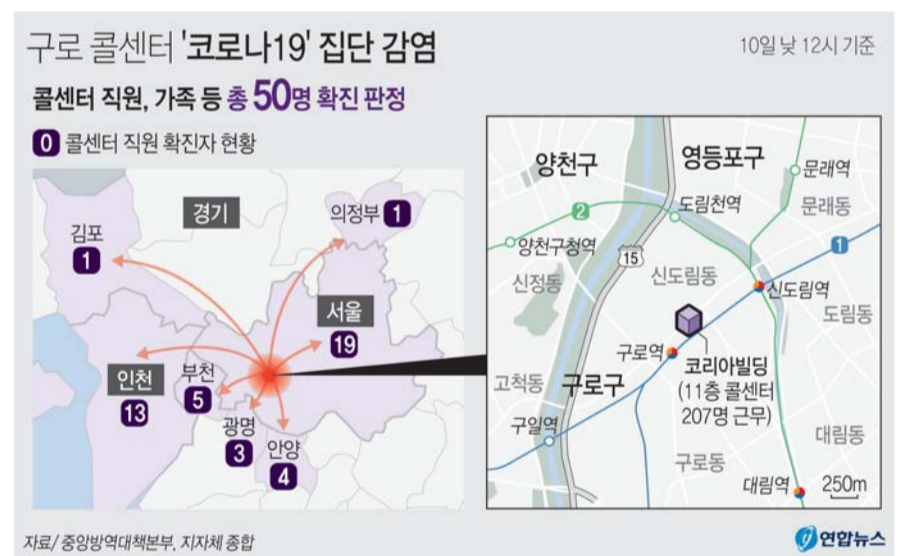 구로 콜센터 '코로나19' 집단 감염
10일 낮 12시 기준
콜센터 직원, 가족 등 총 50명 확진 판정
0 콜센터 직원 확진자 현황
경기
의정부 1
김포
1
서울
19
인천
13
부천
5
광명
3
안양
4
양천구
영등포구
문래역
문래동
도림천역
2
양천구청역
15
1
신정동
신도림동
신도림역
도림동
구로역
코리아빌딩
(11층 콜센터
207명 근무)
고척동
구로구
구일역
구로동
대림동
대림역
250m
자료/ 중앙방역대책본부, 지자체 종합
연합뉴스